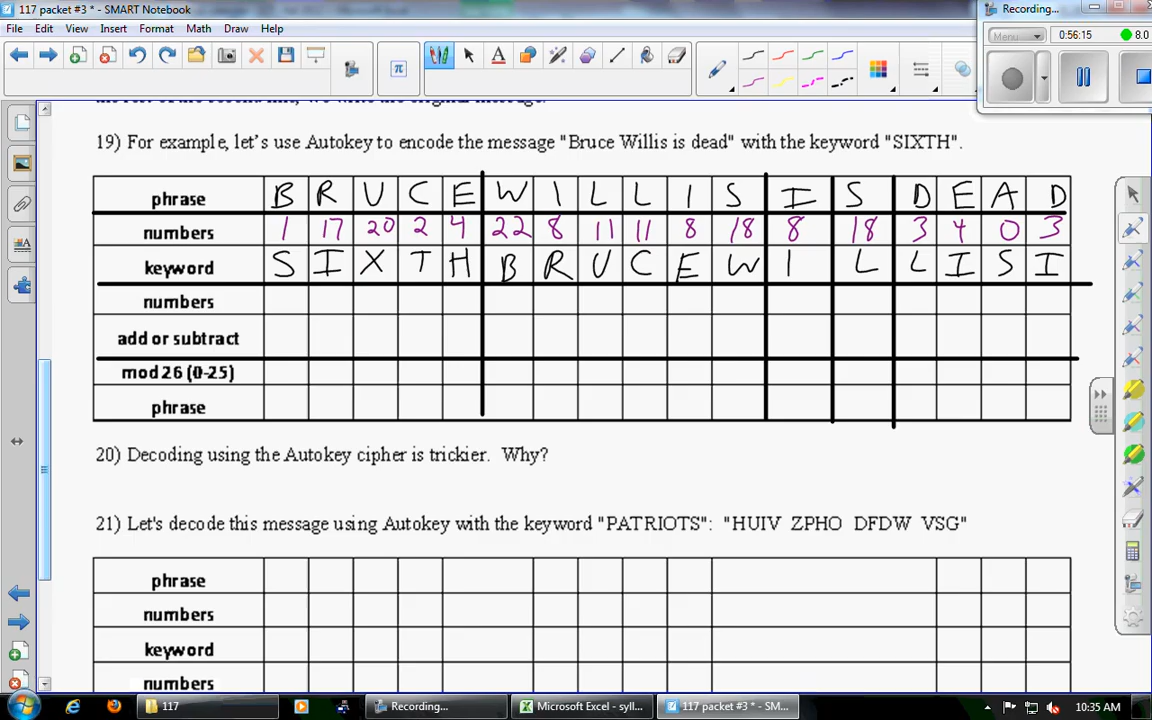 117 packet #3 * - SMART Notebook
Recording...
File Edit View Insert Format Math Draw Help
Menu 0:56:15 8.0
π A
19) For example, let's use Autokey to encode the message "Bruce Willis is dead" with the keyword "SIXTH".
phrase B R U C E W I L L I S I S D E A D
numbers 1 17 20 2 4 22 8 11 11 8 18 8 18 3 4 0 3
keyword S I X T H B R U C E W I L L I S I
numbers
add or subtract
mod 26 (0-25)
phrase
20) Decoding using the Autokey cipher is trickier. Why?
21) Let's decode this message using Autokey with the keyword "PATRIOTS": "HUIV ZPHO DFDW VSG"
phrase
numbers
keyword
numbers
117 Recording... Microsoft Excel - syll... 117 packet #3 * - SM... 10:35 AM